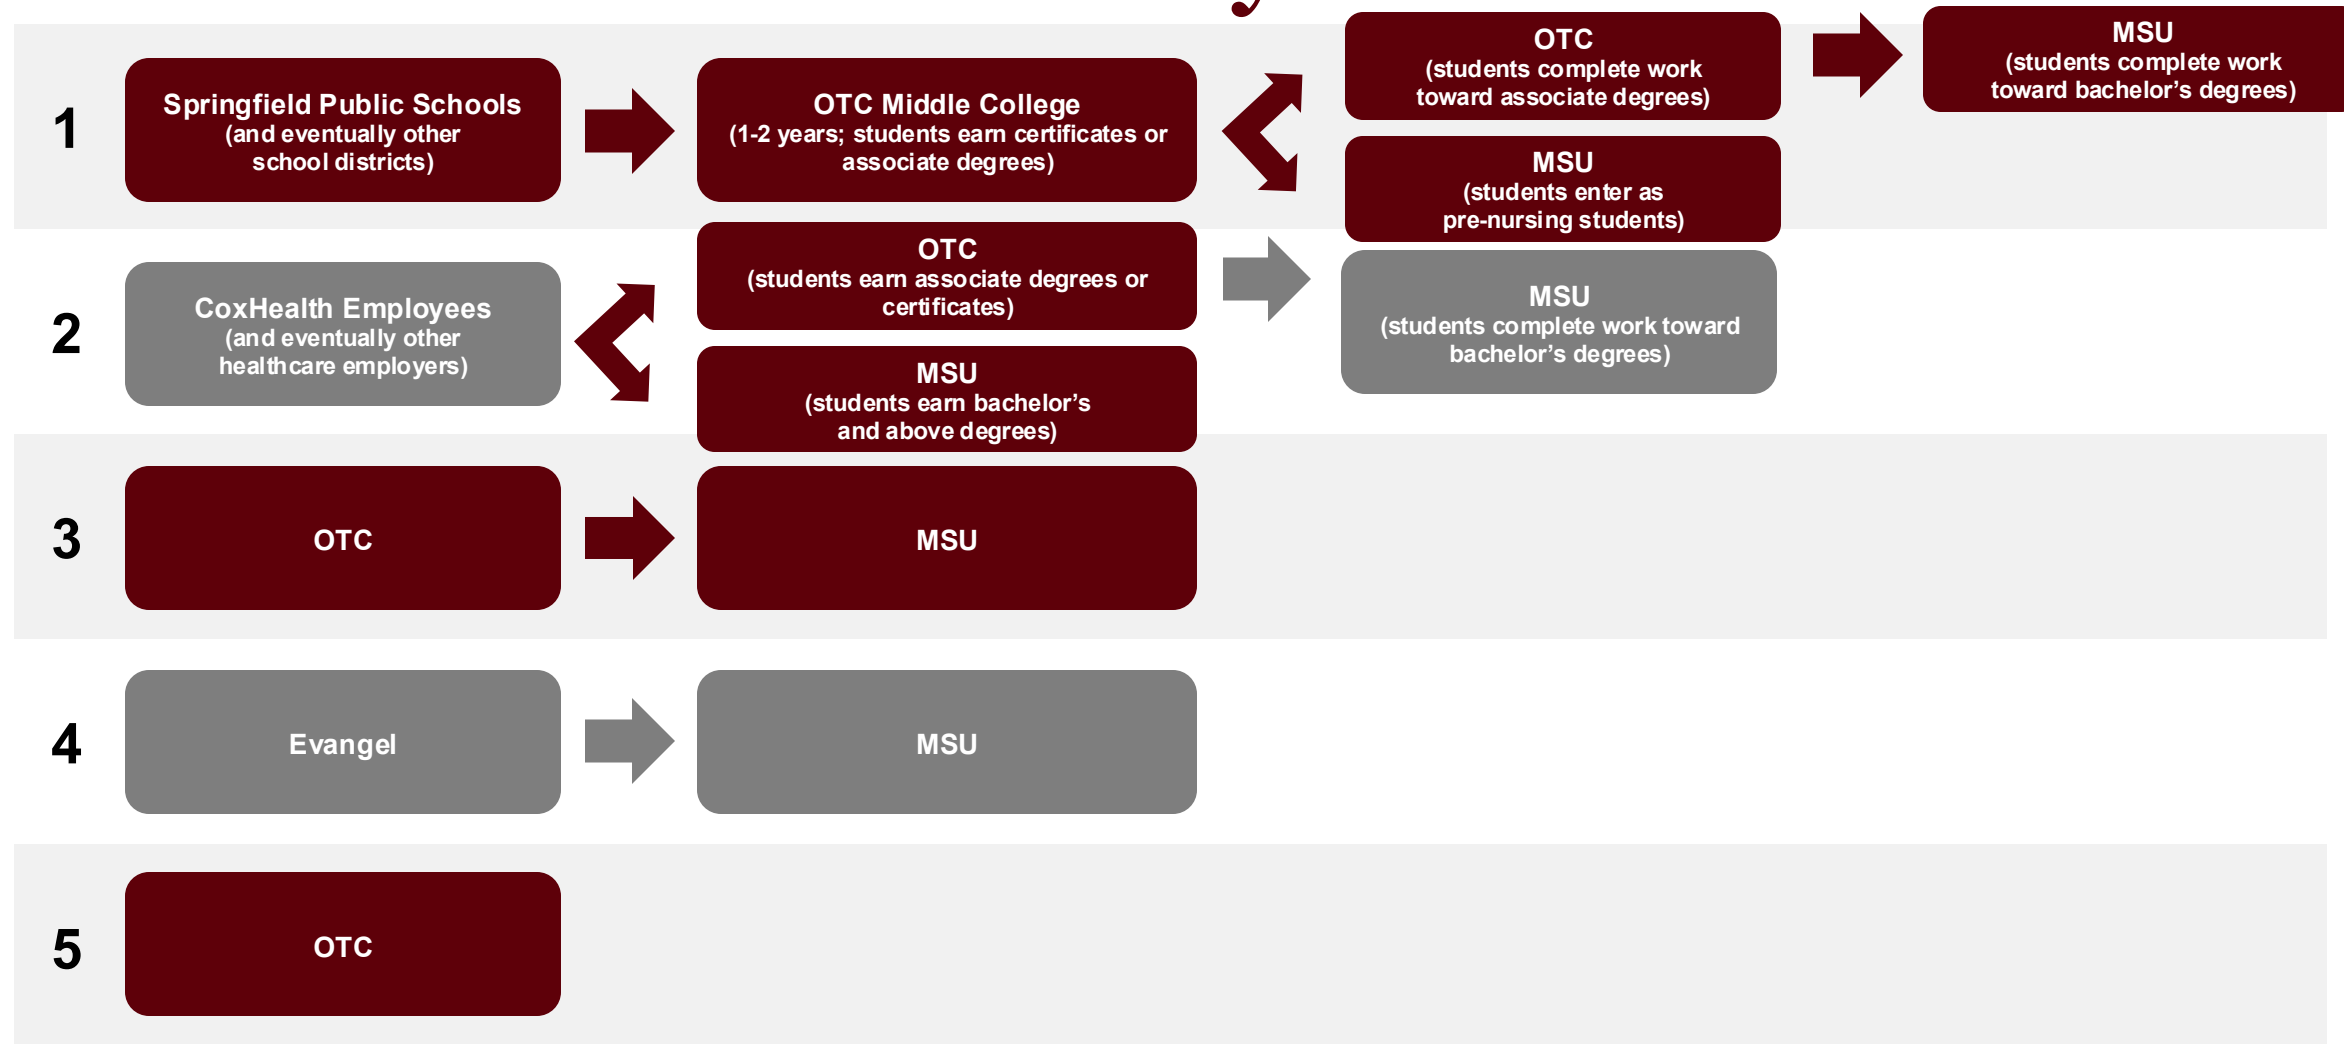 1
Springfield Public Schools
(and eventually other
school districts)
OTC Middle College
(1-2 years; students earn certificates or
associate degrees)
OTC
(students complete work
toward associate degrees)
MSU
(students complete work
toward bachelor’s degrees)
MSU
(students enter as
pre-nursing students)
2
CoxHealth Employees
(and eventually other
healthcare employers)
OTC
(students earn associate degrees or
certificates)
MSU
(students earn bachelor’s
and above degrees)
MSU
(students complete work toward
bachelor’s degrees)
3
OTC
MSU
4
Evangel
MSU
5
OTC